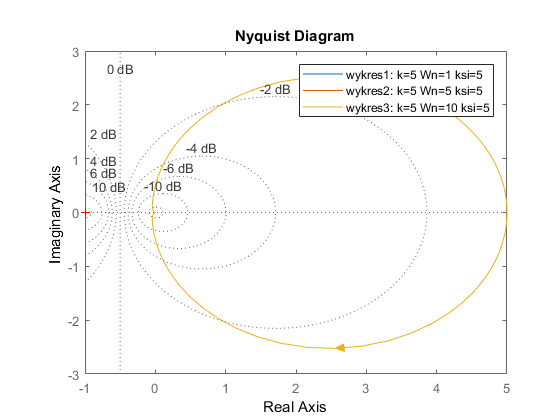 Nyquist Diagram
3
0 dB
wykres1: k=5 Wn=1 ksi=5
-2 dB
wykres2: k=5 Wn=5 ksi=5
wykres3: k=5 Wn=10 ksi=5
2
2 dB
-4 dB
4 dB
-6 dB
6 dB
1
10 dB
-10 dB
Imaginary Axis
0
-1
-2
-3
-1 0 1 2 3 4 5
Real Axis